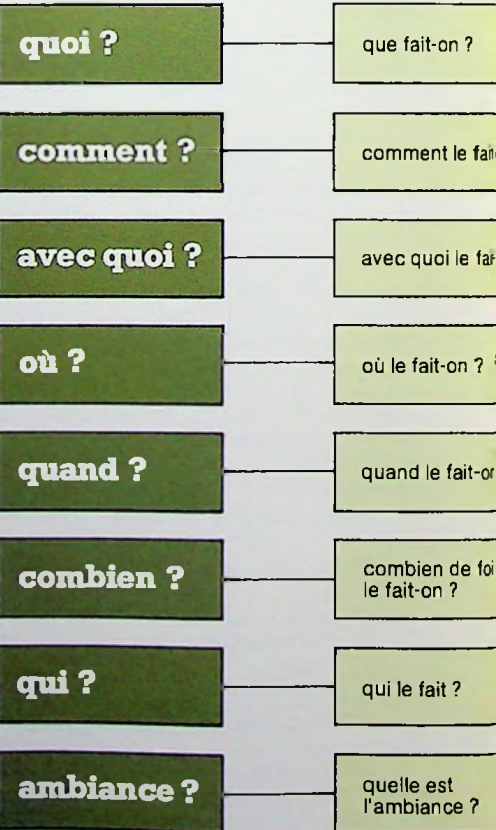 quoi ?
que fait-on ?
comment ?
comment le
avec quoi ?
avec quoi le
où ?
où le fait-on ?
quand ?
quand le
combien ?
combien de
le fait-on ?
qui ?
qui le fait ?
ambiance ?
quelle est
l'ambiance ?